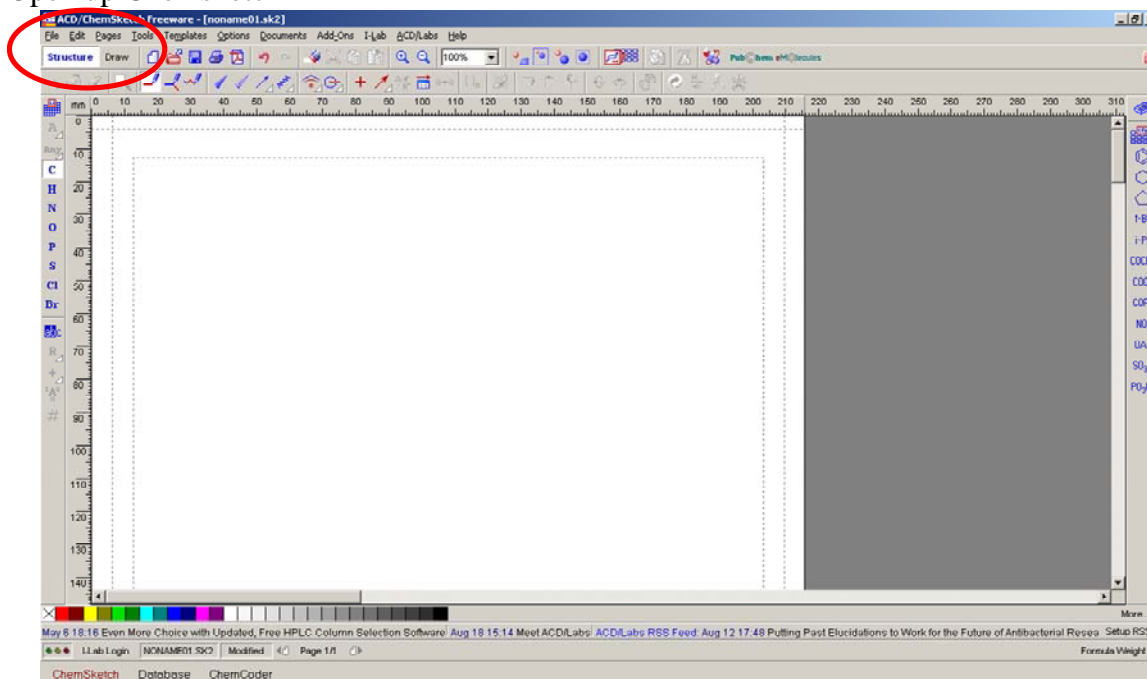 ACD/ChemSketch Freeware - [noname01.sk2]
File Edit Pages Tools Templates Options Documents Add-Ons I-Lab ACD/Labs Help
Structure Draw 100% PubChem eMolecules
mm 0 10 20 30 40 50 60 70 80 90 100 110 120 130 140 150 160 170 180 190 200 210 220 230 240 250 260 270 280 290 300 310
0
10
C
H 20
N
O 30
P
S 40
Cl 50
Br
60
abc
R 70
80
# 90
100
110
120
130
140
t-B
i-P
COO
NO
SO3
More
May 6 18:16 Even More Choice with Updated, Free HPLC Column Selection Software Aug 18 15:14 Meet ACD/Labs ACD/Labs RSS Feed: Aug 12 17:48 Putting Past Elucidations to Work for the Future of Antibacterial Resea Setup RSS
I-Lab Login NONAME01.SK2 Modified Page 1/1 Formula Weight
ChemSketch Database ChemCoder